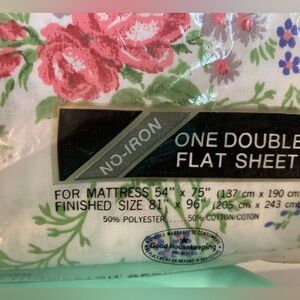 NO-IRON
ONE DOUBLE
FLAT SHEET
FOR MATTRESS 54" x 75" (137 cm x 190 cm
FINISHED SIZE 81" x 96" (205 cm x 243 cm
50% POLYESTER ..... 50% COTTON/COTON
Good Housekeeping
PROMISES